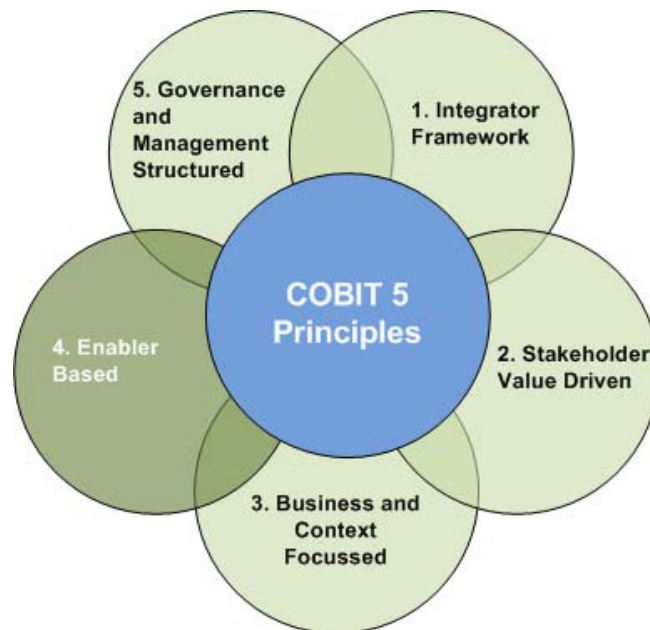 5. Governance
and
Management
Structured
1. Integrator
Framework
COBIT 5
Principles
4. Enabler
Based
2. Stakeholder
Value Driven
3. Business and
Context
Focussed